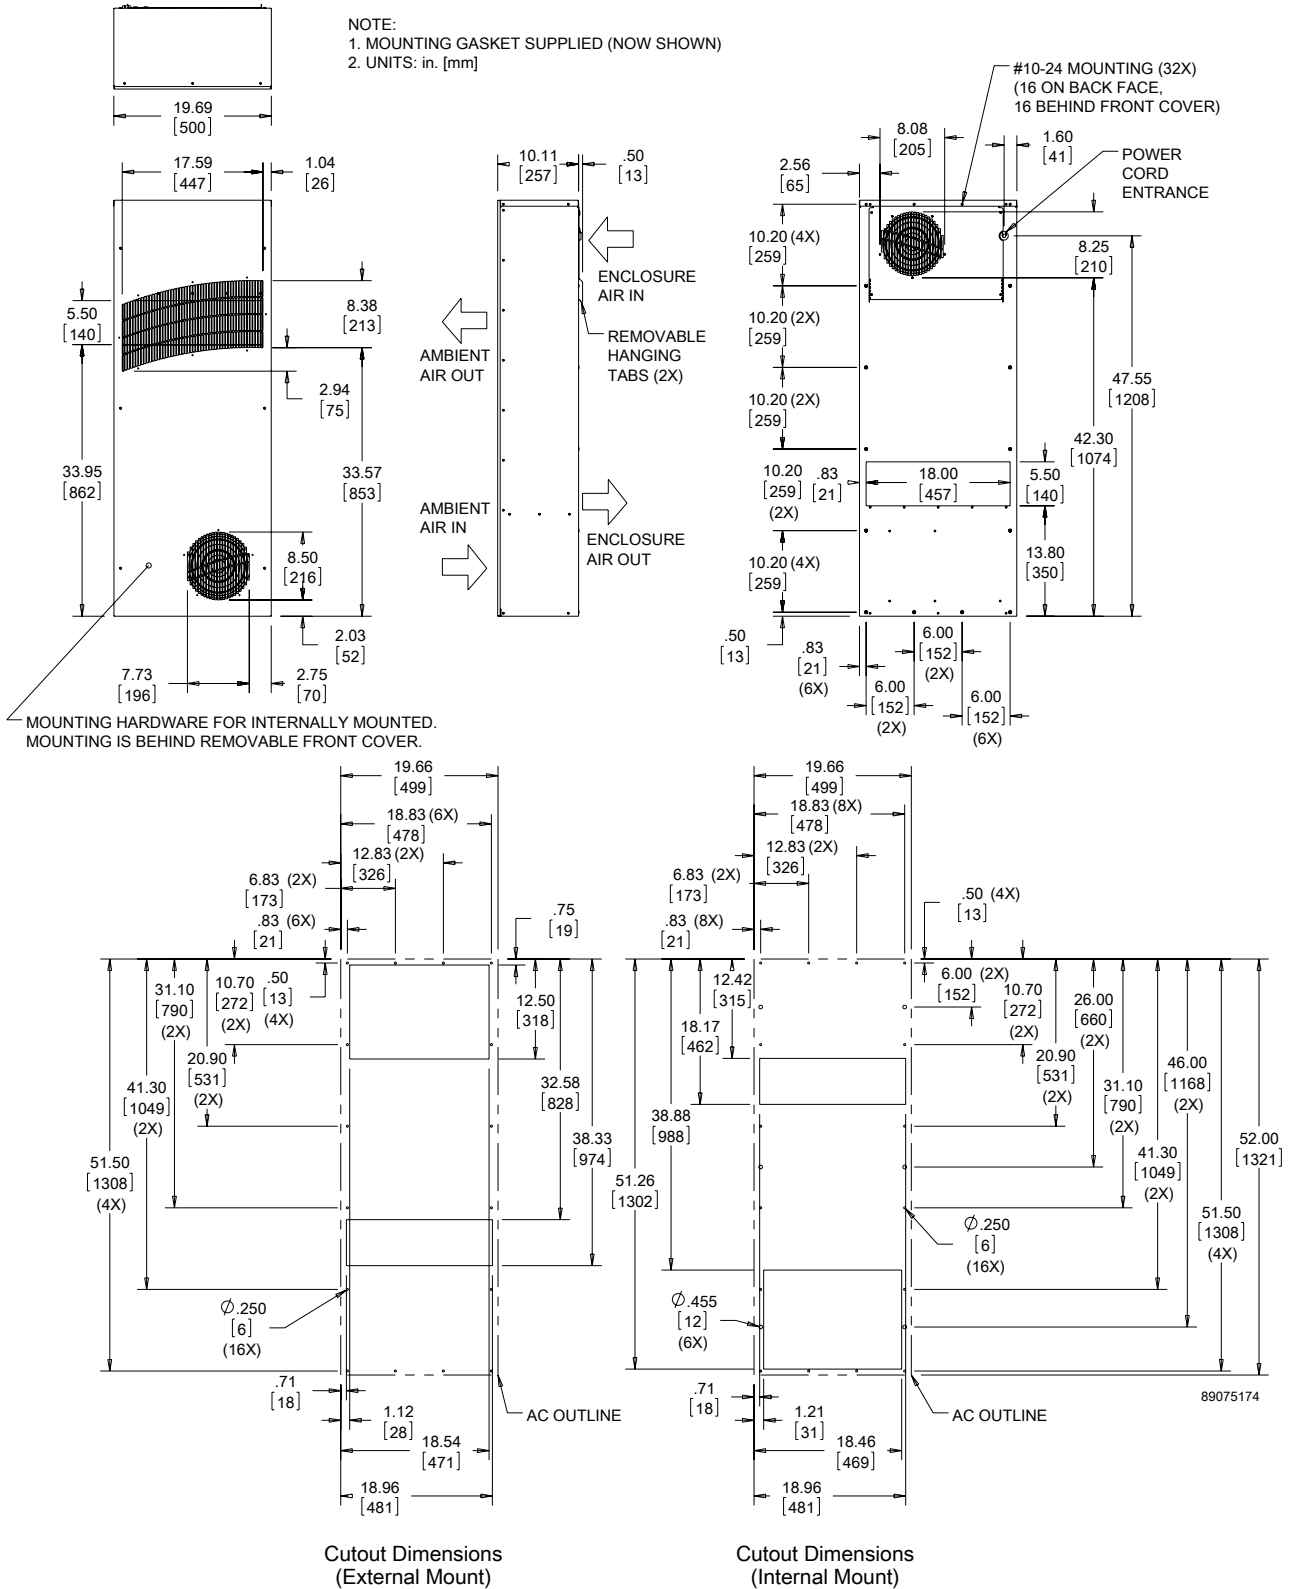 NOTE:
1. MOUNTING GASKET SUPPLIED (NOW SHOWN)
2. UNITS: in. [mm]
19.69
[500]
17.59
[447]
1.04
[26]
5.50
[140]
8.38
[213]
2.94
[75]
33.95
[862]
33.57
[853]
8.50
[216]
2.03
[52]
7.73
[196]
2.75
[70]
MOUNTING HARDWARE FOR INTERNALLY MOUNTED.
MOUNTING IS BEHIND REMOVABLE FRONT COVER.
10.11
[257]
.50
[13]
ENCLOSURE
AIR IN
AMBIENT
AIR OUT
REMOVABLE
HANGING
TABS (2X)
AMBIENT
AIR IN
ENCLOSURE
AIR OUT
#10-24 MOUNTING (32X)
(16 ON BACK FACE,
16 BEHIND FRONT COVER)
8.08
[205]
1.60
[41]
2.56
[65]
POWER
CORD
ENTRANCE
10.20 (4X)
[259]
8.25
[210]
10.20 (2X)
[259]
10.20 (2X)
[259]
47.55
[1208]
42.30
[1074]
10.20
[259]
(2X)
.83
[21]
18.00
[457]
5.50
[140]
10.20 (4X)
[259]
13.80
[350]
.50
[13]
.83
[21]
(6X)
6.00
[152]
(2X)
6.00
[152]
(2X)
6.00
[152]
(6X)
19.66
[499]
18.83 (6X)
[478]
12.83 (2X)
[326]
6.83 (2X)
[173]
.83 (6X)
[21]
.75
[19]
31.10
[790]
(2X)
10.70
[272]
(2X)
.50
[13]
(4X)
12.50
[318]
20.90
[531]
(2X)
41.30
[1049]
(2X)
32.58
[828]
38.33
[974]
51.50
[1308]
(4X)
Ø.250
[6]
(16X)
.71
[18]
1.12
[28]
AC OUTLINE
18.54
[471]
18.96
[481]
Cutout Dimensions
(External Mount)
19.66
[499]
18.83 (8X)
[478]
12.83 (2X)
[326]
6.83 (2X)
[173]
.83 (8X)
[21]
.50 (4X)
[13]
12.42
[315]
6.00 (2X)
[152]
10.70
[272]
(2X)
26.00
[660]
(2X)
18.17
[462]
20.90
[531]
(2X)
46.00
[1168]
(2X)
31.10
[790]
(2X)
38.88
[988]
41.30
[1049]
(2X)
52.00
[1321]
51.26
[1302]
51.50
[1308]
(4X)
Ø.250
[6]
(16X)
Ø.455
[12]
(6X)
.71
[18]
1.21
[31]
AC OUTLINE
89075174
18.46
[469]
18.96
[481]
Cutout Dimensions
(Internal Mount)